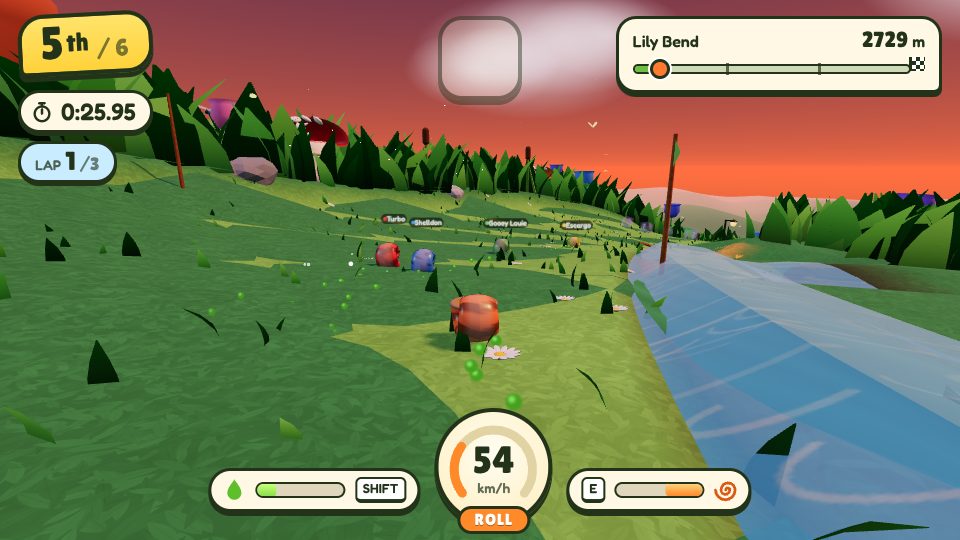 5th / 6
0:25.95
LAP 1/3
Lily Bend 2729 m
Turbo
Shelldon
Gooey Louie
Escargo
54
km/h
ROLL
SHIFT
E